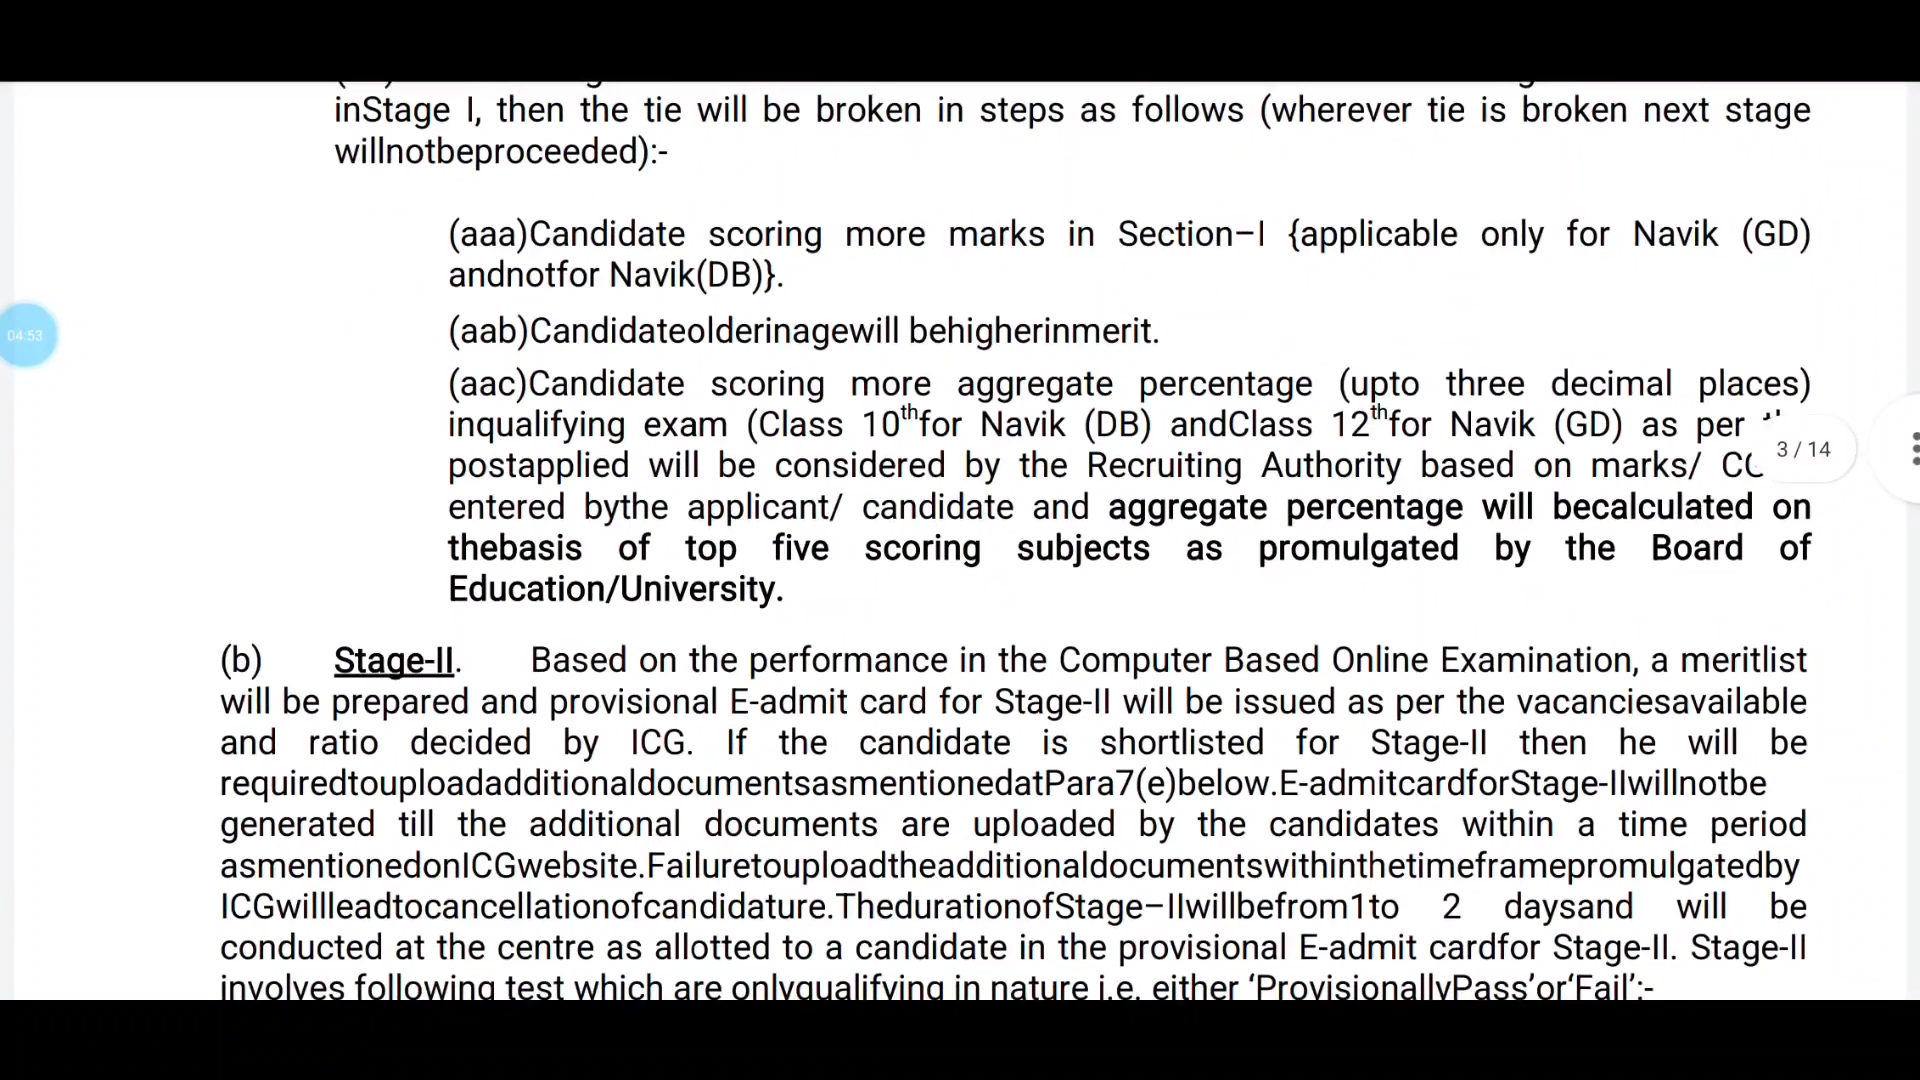 inStage I, then the tie will be broken in steps as follows (wherever tie is broken next stage
willnotbeproceeded):-
(aaa)Candidate scoring more marks in Section–I {applicable only for Navik (GD)
andnotfor Navik(DB)}.
04:53
(aab)Candidateolderinagewill behigherinmerit.
(aac)Candidate scoring more aggregate percentage (upto three decimal places)
inqualifying exam (Class 10thfor Navik (DB) andClass 12thfor Navik (GD) as per
3 / 14
postapplied will be considered by the Recruiting Authority based on marks/
entered bythe applicant/ candidate and aggregate percentage will becalculated on
thebasis of top five scoring subjects as promulgated by the Board of
Education/University.
(b) Stage-II. Based on the performance in the Computer Based Online Examination, a meritlist
will be prepared and provisional E-admit card for Stage-II will be issued as per the vacanciesavailable
and ratio decided by ICG. If the candidate is shortlisted for Stage-II then he will be
requiredtouploadadditionaldocumentsasmentionedatPara7(e)below.E-admitcardforStage-IIwillnotbe
generated till the additional documents are uploaded by the candidates within a time period
asmentionedonICGwebsite.Failuretouploadtheadditionaldocumentswithinthetimeframepromulgatedby
ICGwillleadtocancellationofcandidature.ThedurationofStage–IIwillbefrom1to 2 daysand will be
conducted at the centre as allotted to a candidate in the provisional E-admit cardfor Stage-II. Stage-II
involves following test which are onlyqualifying in nature i.e. either ‘ProvisionallyPass’or‘Fail’:-